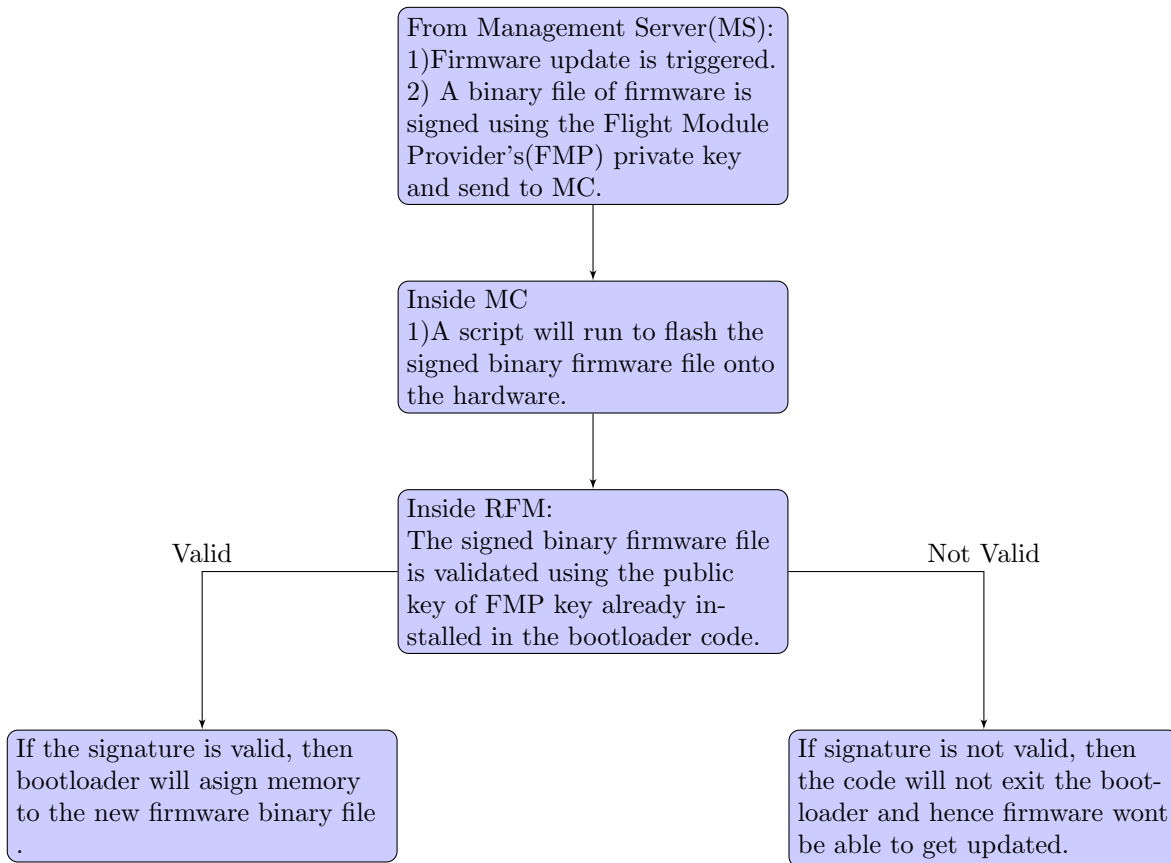 From Management Server(MS):
1)Firmware update is triggered.
2) A binary file of firmware is
signed using the Flight Module
Provider's(FMP) private key
and send to MC.
Inside MC
1)A script will run to flash the
signed binary firmware file onto
the hardware.
Inside RFM:
The signed binary firmware file
is validated using the public
key of FMP key already in-
stalled in the bootloader code.
Valid
Not Valid
If the signature is valid, then
bootloader will asign memory
to the new firmware binary file
.
If signature is not valid, then
the code will not exit the boot-
loader and hence firmware wont
be able to get updated.